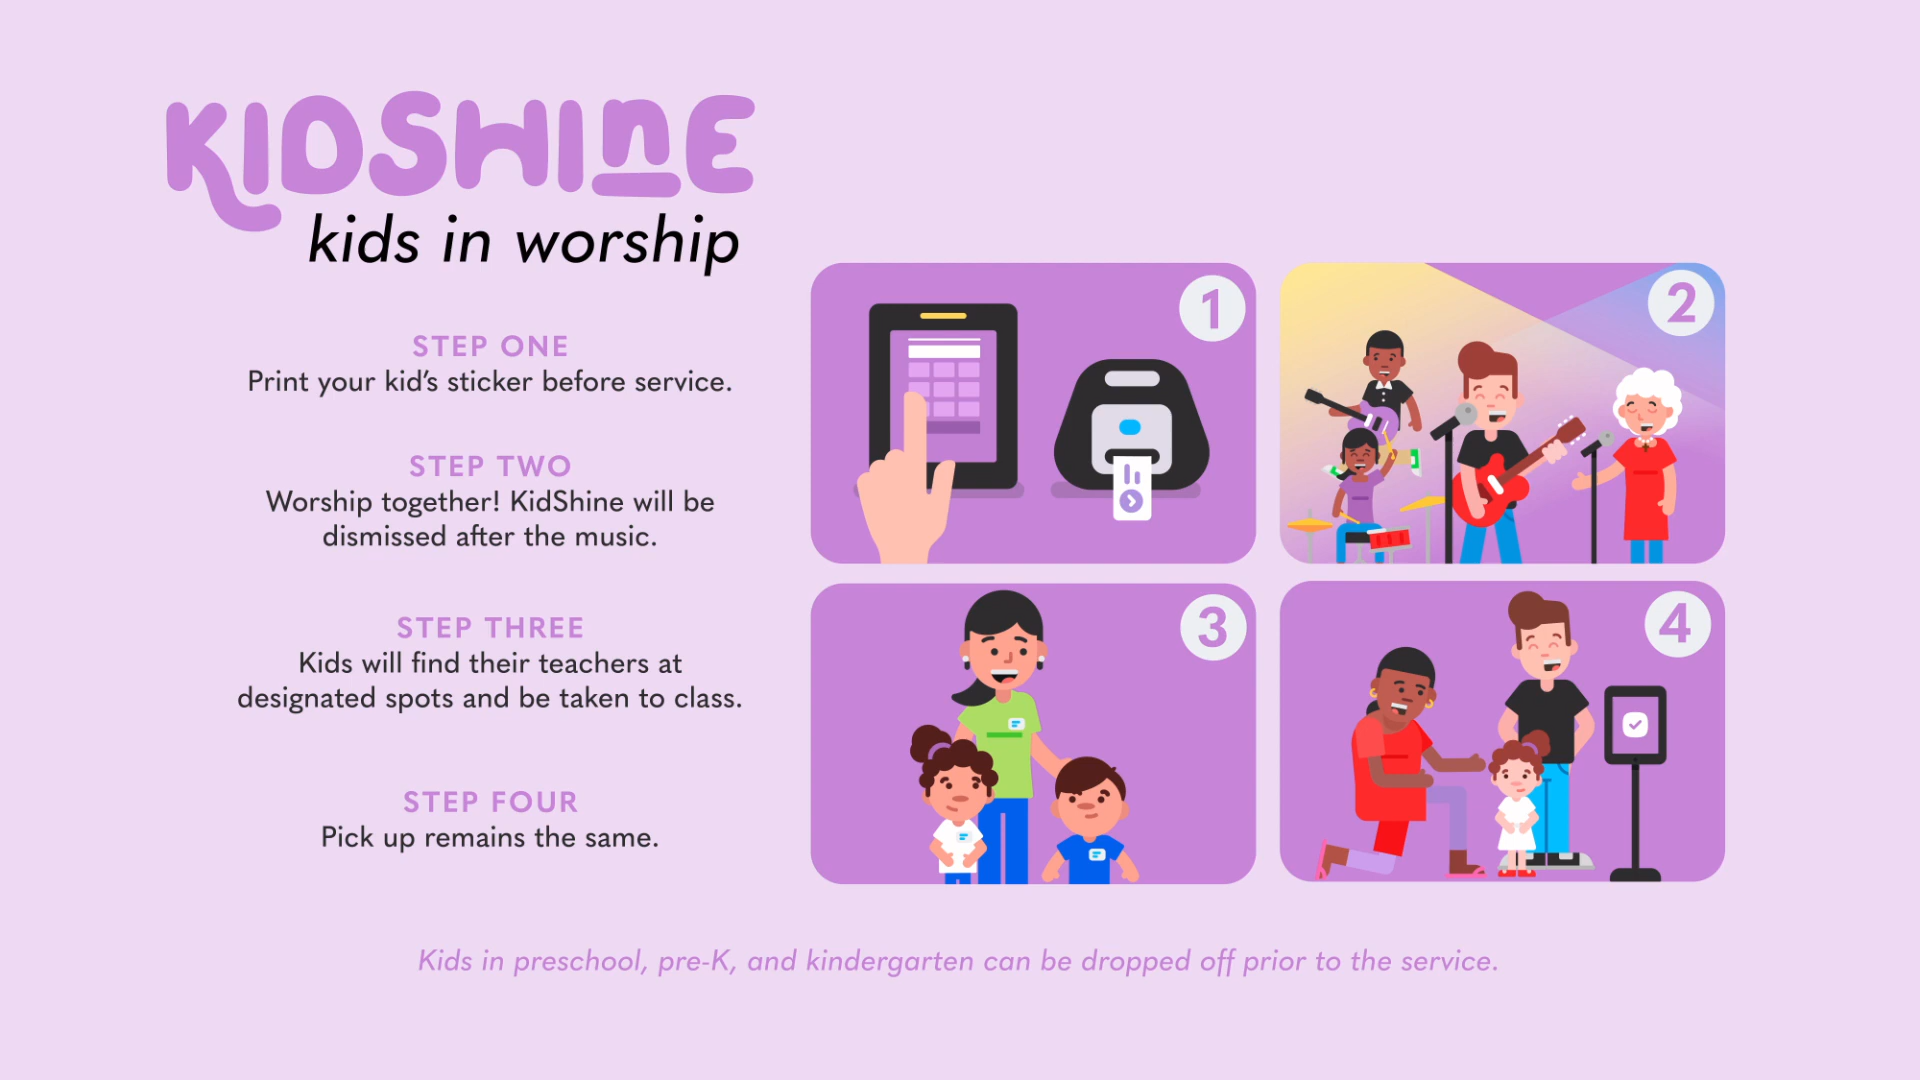 KIDSHINE
kids in worship
STEP ONE
Print your kid's sticker before service.
STEP TWO
Worship together! KidShine will be
dismissed after the music.
STEP THREE
Kids will find their teachers at
designated spots and be taken to class.
STEP FOUR
Pick up remains the same.
1
2
3
4
Kids in preschool, pre-K, and kindergarten can be dropped off prior to the service.